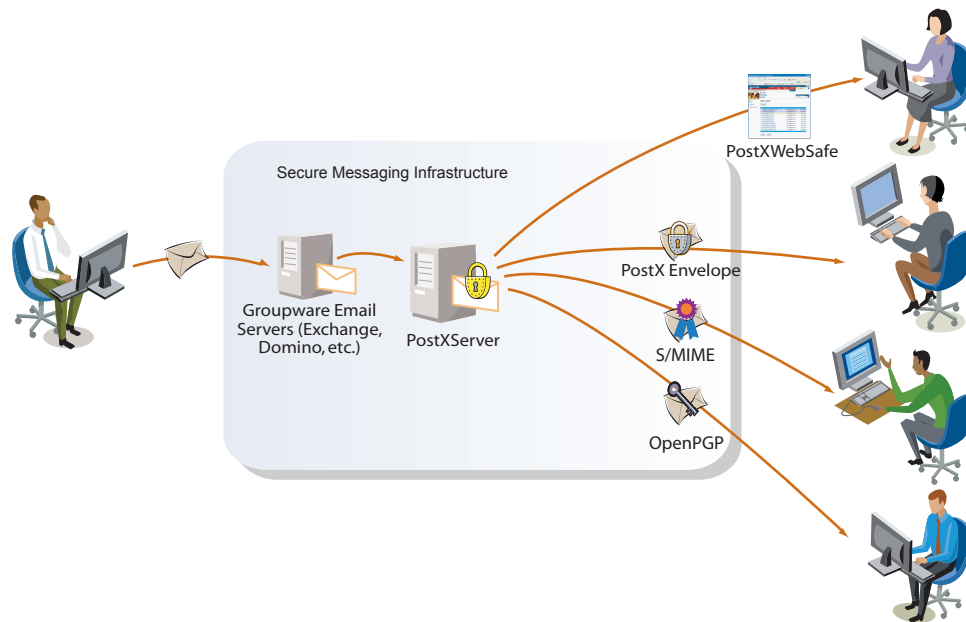 PostXWebSafe
Secure Messaging Infrastructure
PostX Envelope
Groupware Email
Servers (Exchange,
Domino, etc.)
PostXServer
S/MIME
OpenPGP